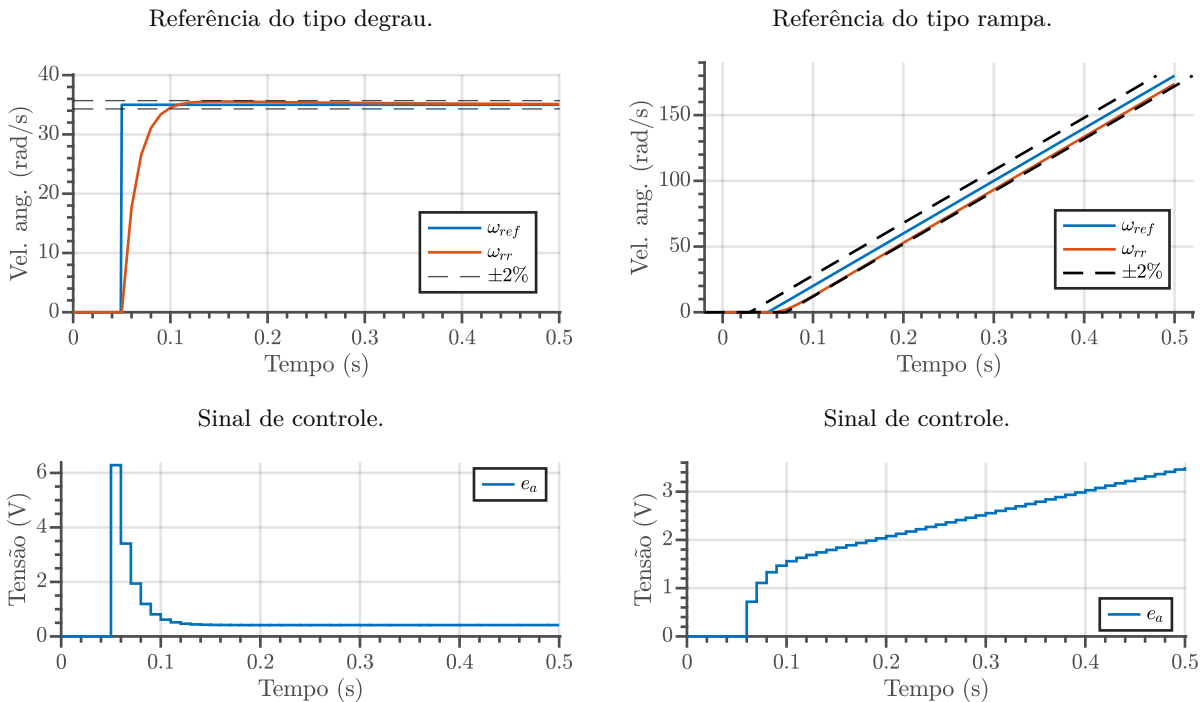 Referência do tipo degrau.
40
30
20
10
0
Vel. ang. (rad/s)
ω_ref
ω_rr
±2%
0 0.1 0.2 0.3 0.4 0.5
Tempo (s)
Referência do tipo rampa.
150
100
50
0
Vel. ang. (rad/s)
ω_ref
ω_rr
±2%
0 0.1 0.2 0.3 0.4 0.5
Tempo (s)
Sinal de controle.
6
4
2
0
Tensão (V)
e_a
0 0.1 0.2 0.3 0.4 0.5
Tempo (s)
Sinal de controle.
3
2
1
0
Tensão (V)
e_a
0 0.1 0.2 0.3 0.4 0.5
Tempo (s)